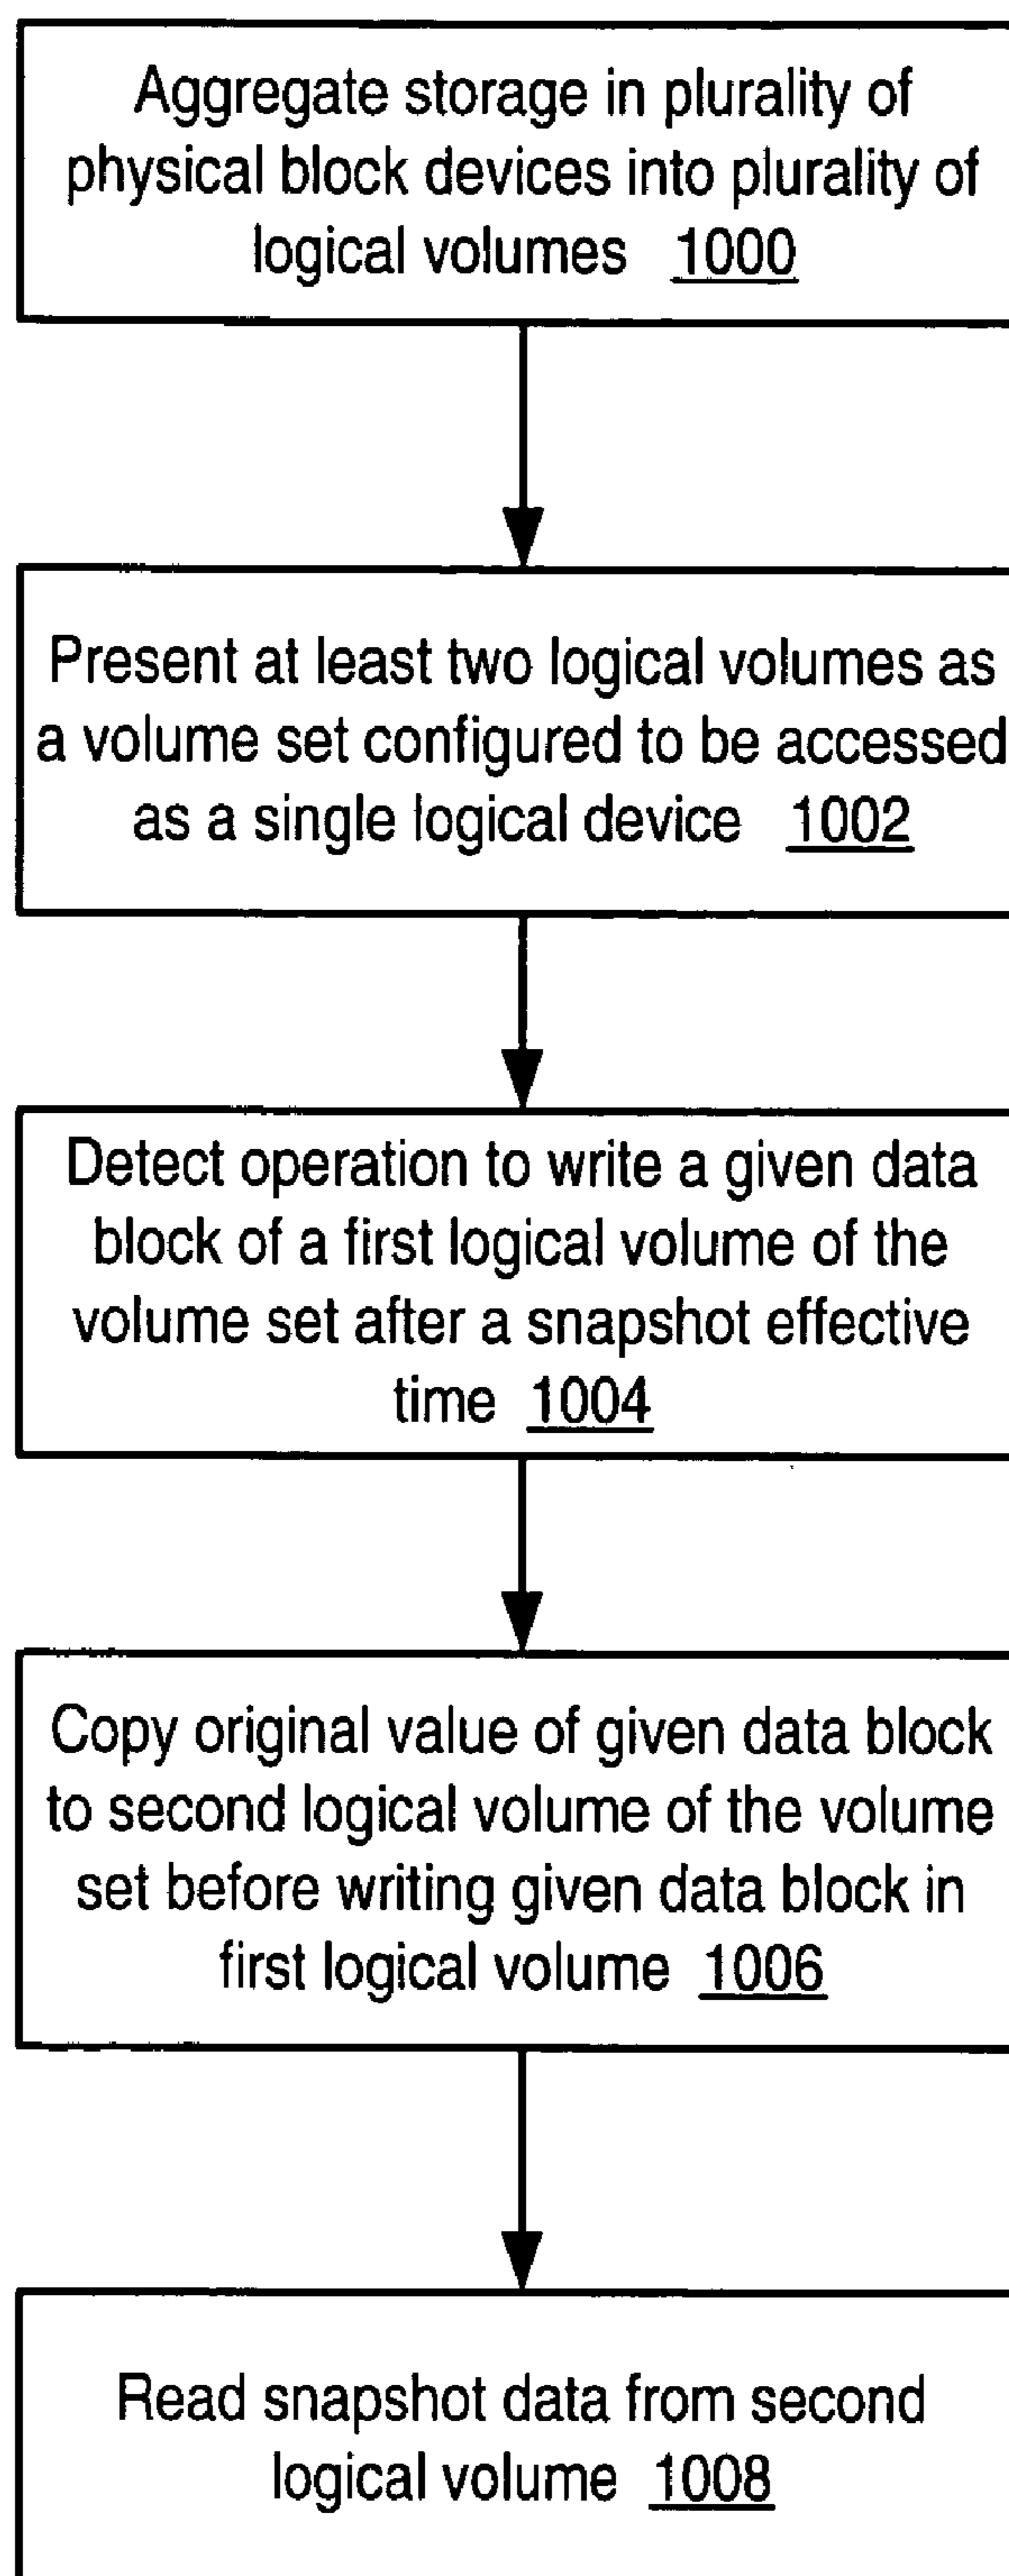 Aggregate storage in plurality of
physical block devices into plurality of
logical volumes 1000
Present at least two logical volumes as
a volume set configured to be accessed
as a single logical device 1002
Detect operation to write a given data
block of a first logical volume of the
volume set after a snapshot effective
time 1004
Copy original value of given data block
to second logical volume of the volume
set before writing given data block in
first logical volume 1006
Read snapshot data from second
logical volume 1008